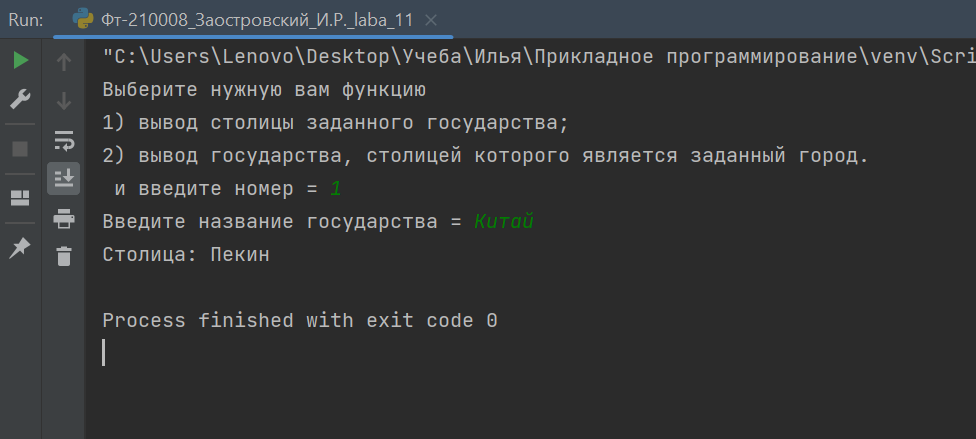 Run: Фт-210008_Заостровский_И.Р._laba_11
"C:\Users\Lenovo\Desktop\Учеба\Илья\Прикладное программирование\venv\Scri
Выберите нужную вам функцию
1) вывод столицы заданного государства;
2) вывод государства, столицей которого является заданный город.
и введите номер = 1
Введите название государства = Китай
Столица: Пекин
Process finished with exit code 0